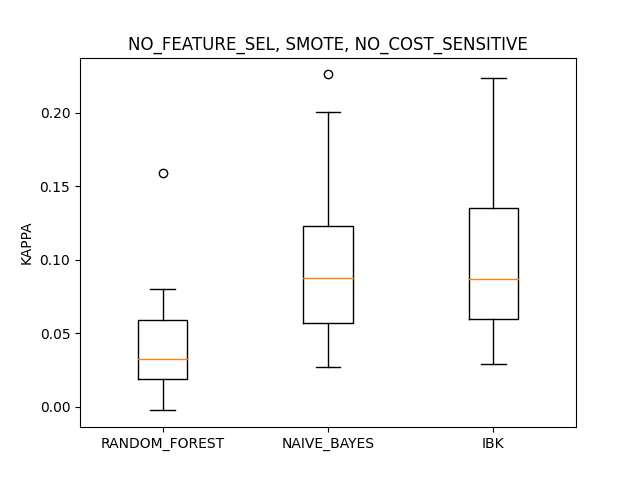 NO_FEATURE_SEL, SMOTE, NO_COST_SENSITIVE
KAPPA
0.20
0.15
0.10
0.05
0.00
RANDOM_FOREST
NAIVE_BAYES
IBK